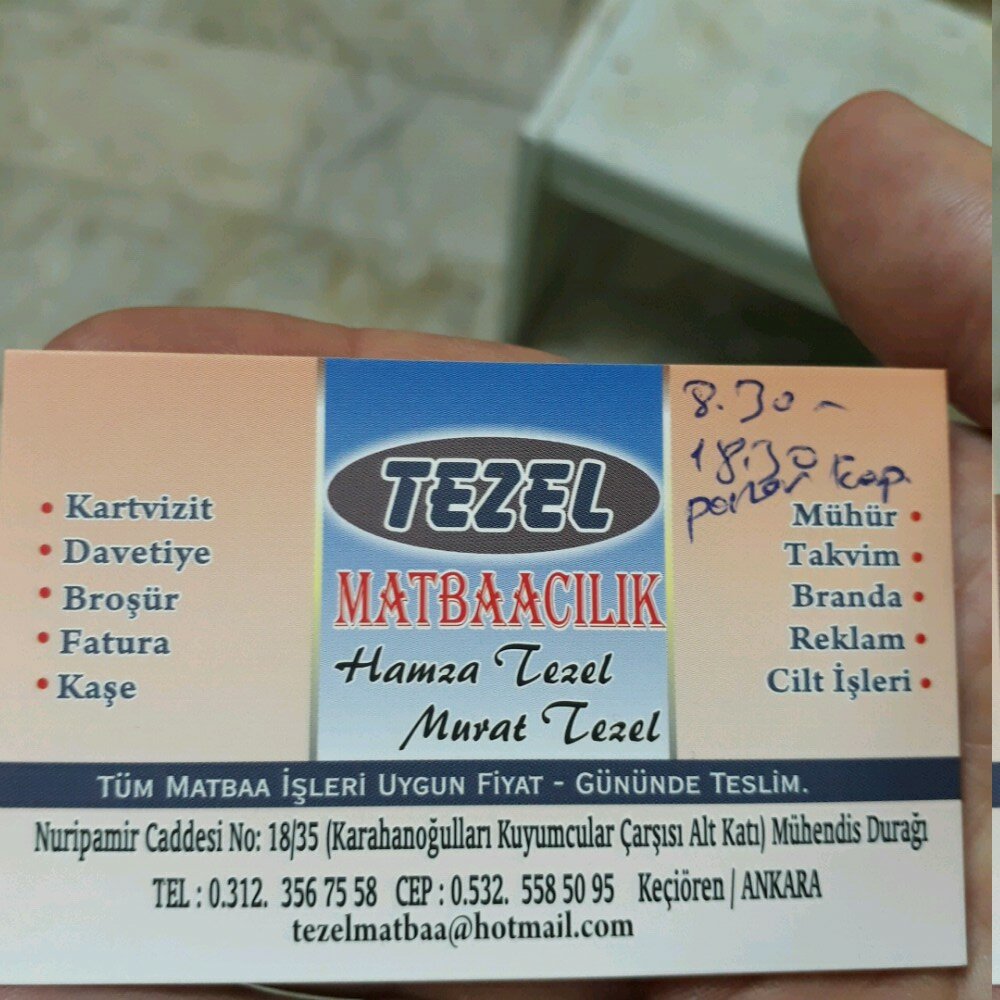 8.30 -
18.30
pazar kap.
TEZEL
MATBAACILIK
Hamza Tezel
Murat Tezel
• Kartvizit
• Davetiye
• Broşür
• Fatura
• Kaşe
Mühür •
Takvim •
Branda •
Reklam •
Cilt İşleri •
TÜM MATBAA İŞLERİ UYGUN FİYAT - GÜNÜNDE TESLİM.
Nuripamir Caddesi No: 18/35 (Karahanoğulları Kuyumcular Çarşısı Alt Katı) Mühendis Durağı
TEL : 0.312. 356 75 58 CEP : 0.532. 558 50 95 Keçiören / ANKARA
tezelmatbaa@hotmail.com